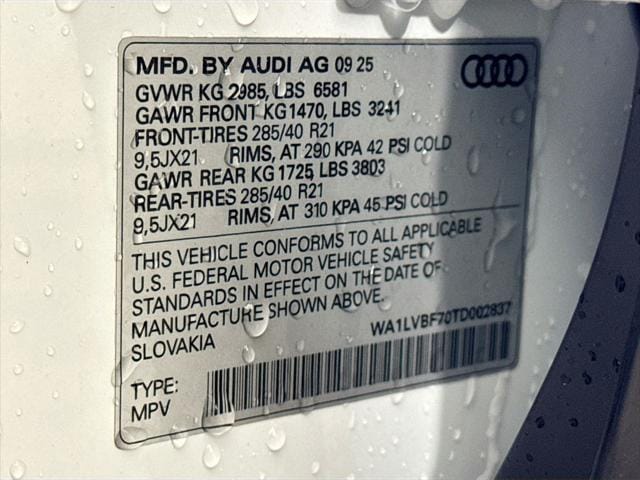 MFD. BY AUDI AG 09 25
GVWR KG 2985, LBS 6581
GAWR FRONT KG1470, LBS 3241
FRONT-TIRES 285/40 R21
9,5JX21 RIMS, AT 290 KPA 42 PSI COLD
GAWR REAR KG 1725, LBS 3803
REAR-TIRES 285/40 R21
9,5JX21 RIMS, AT 310 KPA 45 PSI COLD
THIS VEHICLE CONFORMS TO ALL APPLICABLE
U.S. FEDERAL MOTOR VEHICLE SAFETY
STANDARDS IN EFFECT ON THE DATE OF
MANUFACTURE SHOWN ABOVE.
SLOVAKIA WA1LVBF70TD002837
TYPE:
MPV